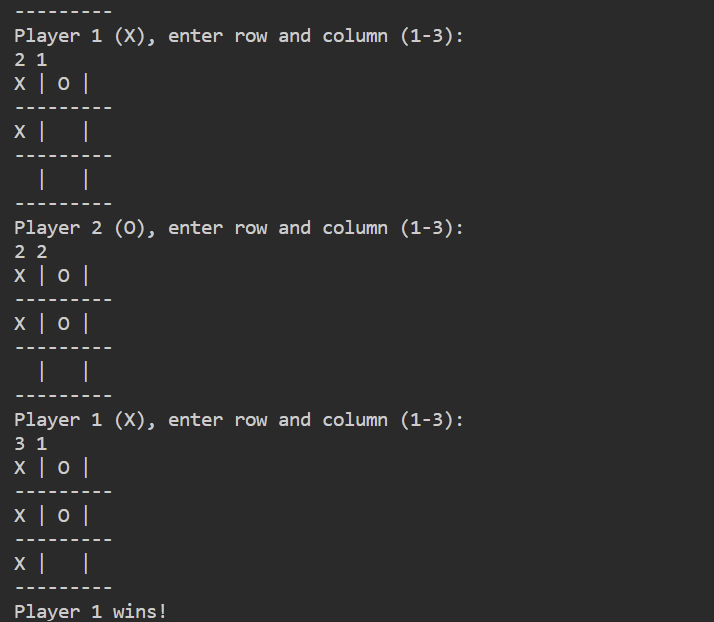 ---------
Player 1 (X), enter row and column (1-3):
2 1
X | O |
---------
X |   |
---------
  |   |
---------
Player 2 (O), enter row and column (1-3):
2 2
X | O |
---------
X | O |
---------
  |   |
---------
Player 1 (X), enter row and column (1-3):
3 1
X | O |
---------
X | O |
---------
X |   |
---------
Player 1 wins!